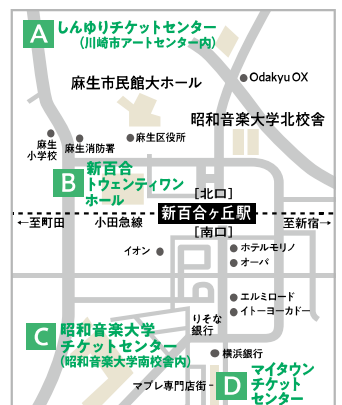 A しんゆりチケットセンター
(川崎市アートセンター内)
麻生市民館大ホール
Odakyu OX
昭和音楽大学北校舎
麻生
小学校
麻生消防署
麻生区役所
B 新百合
トウェンティワン
ホール
[北口]
新百合ヶ丘駅
[南口]
←至町田
小田急線
至新宿→
イオン
ホテルモリノ
オーパ
エルミロード
イトーヨーカドー
りそな
銀行
C 昭和音楽大学
チケットセンター
(昭和音楽大学南校舎内)
横浜銀行
マプレ専門店街
D マイタウン
チケット
センター